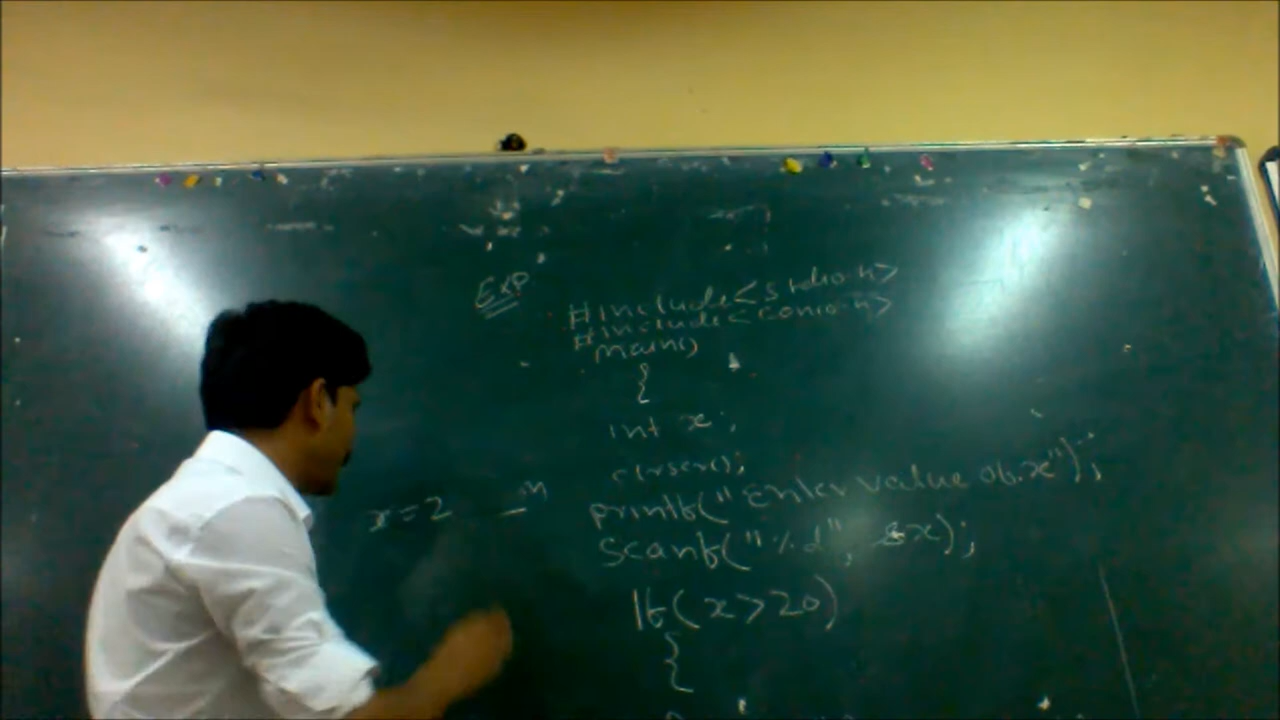 EXP
#include<stdio.h>
#include<conio.h>
main()
{
int x;
clrscr();
printf("Enter value of x");
x=2
scanf("%d", &x);
if(x>20)
{